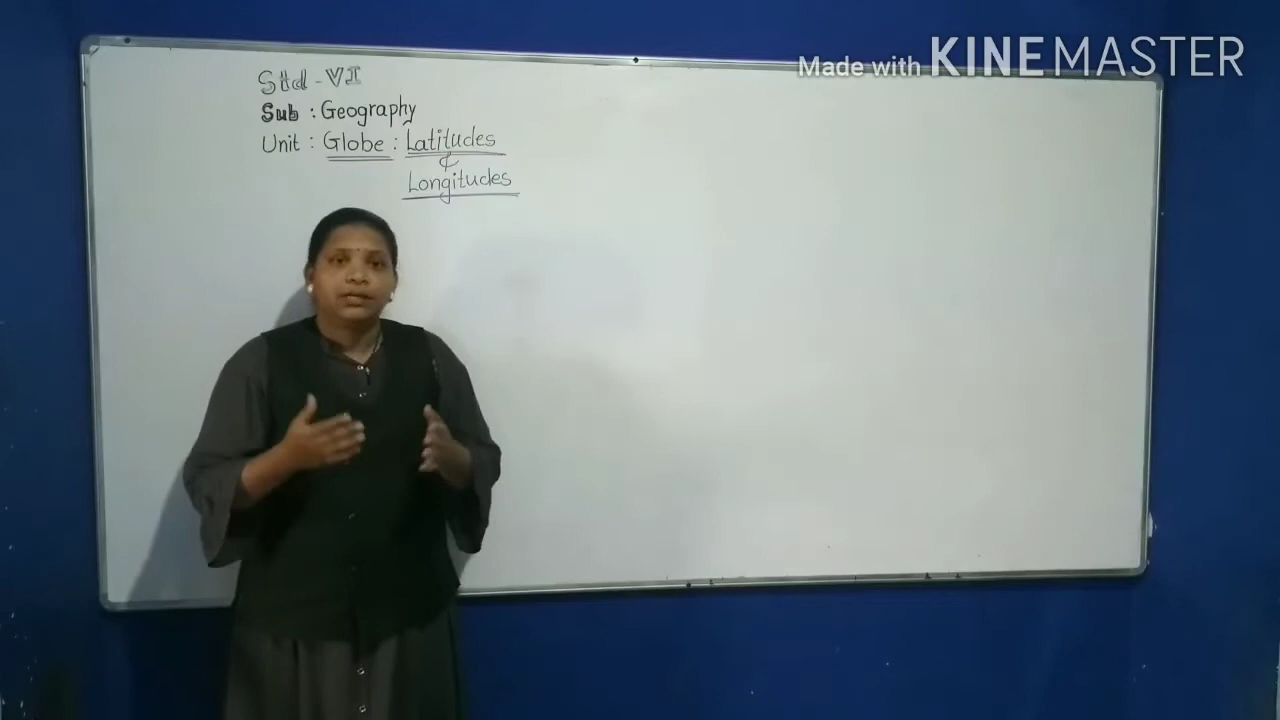 Made with KINEMASTER
Std - VI
Sub : Geography
Unit : Globe : Latitudes
&
Longitudes